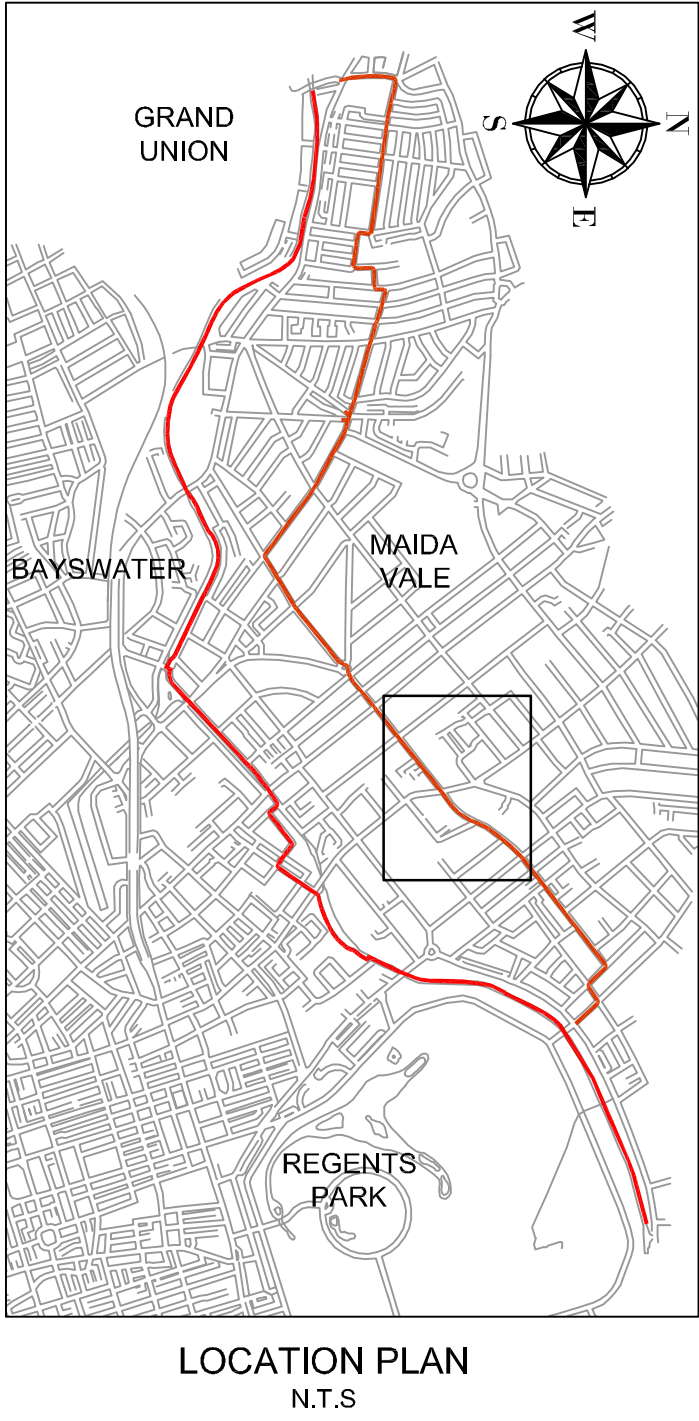 W
S
N
E
GRAND
UNION
BAYSWATER
MAIDA
VALE
REGENTS
PARK
LOCATION PLAN
N.T.S